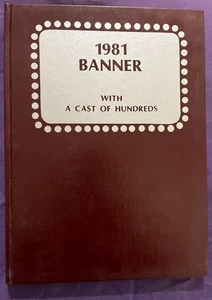 1981
BANNER
WITH
A CAST OF HUNDREDS